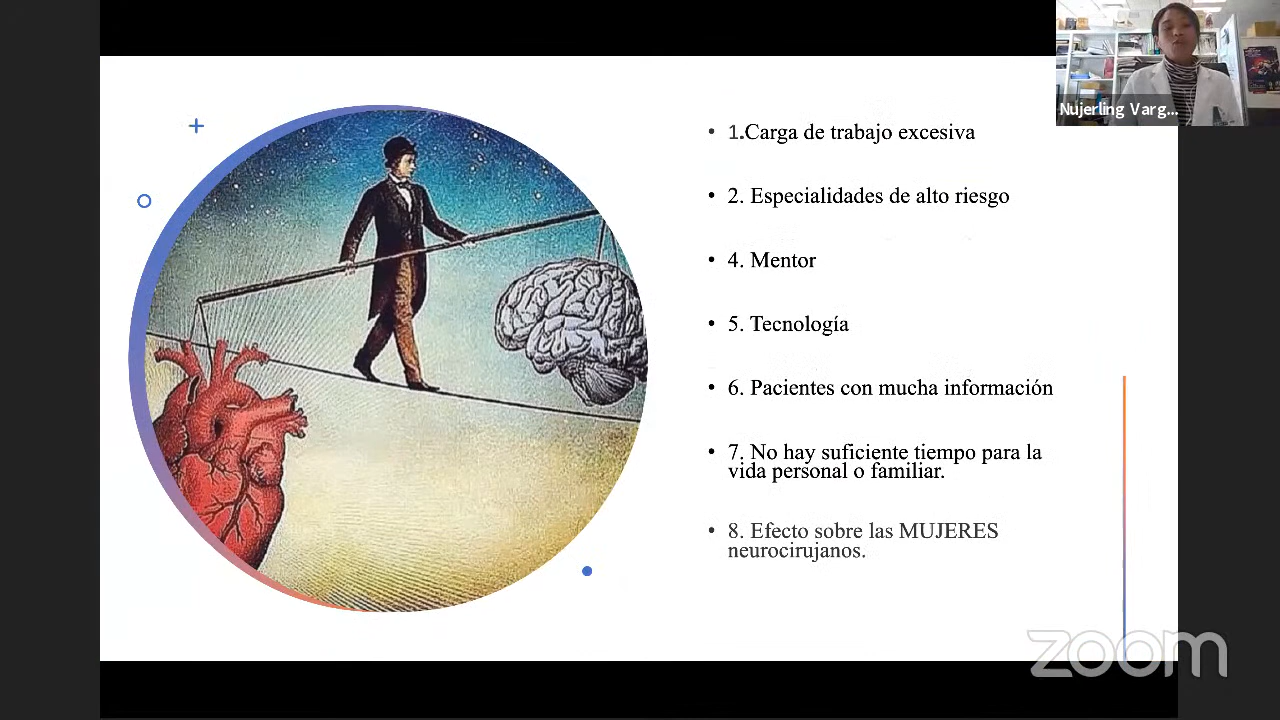 Nujerling Varg...
• 1.Carga de trabajo excesiva
• 2. Especialidades de alto riesgo
• 4. Mentor
• 5. Tecnología
• 6. Pacientes con mucha información
• 7. No hay suficiente tiempo para la
vida personal o familiar.
• 8. Efecto sobre las MUJERES
neurocirujanos.
zoom